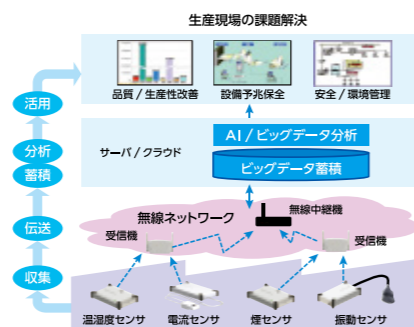 生産現場の課題解決
品質 / 生産性改善
設備予兆保全
安全 / 環境管理
活用
分析
蓄積
伝送
収集
サーバ / クラウド
AI / ビッグデータ分析
ビッグデータ蓄積
無線ネットワーク
無線中継機
受信機
受信機
温湿度センサ
電流センサ
煙センサ
振動センサ